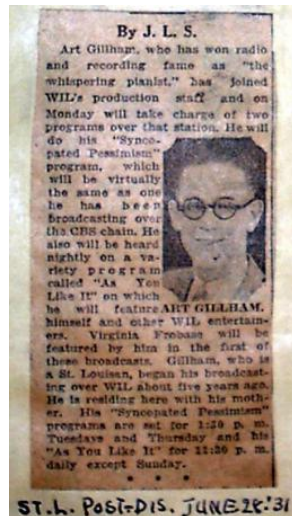 By J. L. S.
Art Gillham, who has won radio
and recording fame as "the
whispering pianist," has joined
WIL's production staff and on
Monday will take charge of two
programs over that station. He will
do his "Synco-
pated Pessimism"
program, which
will be virtually
the same as one
he has been
broadcasting over
the CBS chain. He
also will be heard
nightly on a va-
riety program
called "As You
Like It" on which
he will feature
ART GILLHAM.
himself and other WIL entertain-
ers. Virginia Frobase will be
featured by him in the first of
these broadcasts. Gillham, who is
a St. Louisan, began his broadcast-
ing over WIL about five years ago.
He is residing here with his moth-
er. His "Syncopated Pessimism"
programs are set for 1:30 p. m.
Tuesdays and Thursday and his
"As You Like It" for 11:30 p. m.
daily except Sunday.
* * *
ST. L. POST-DIS. JUNE 28.'31